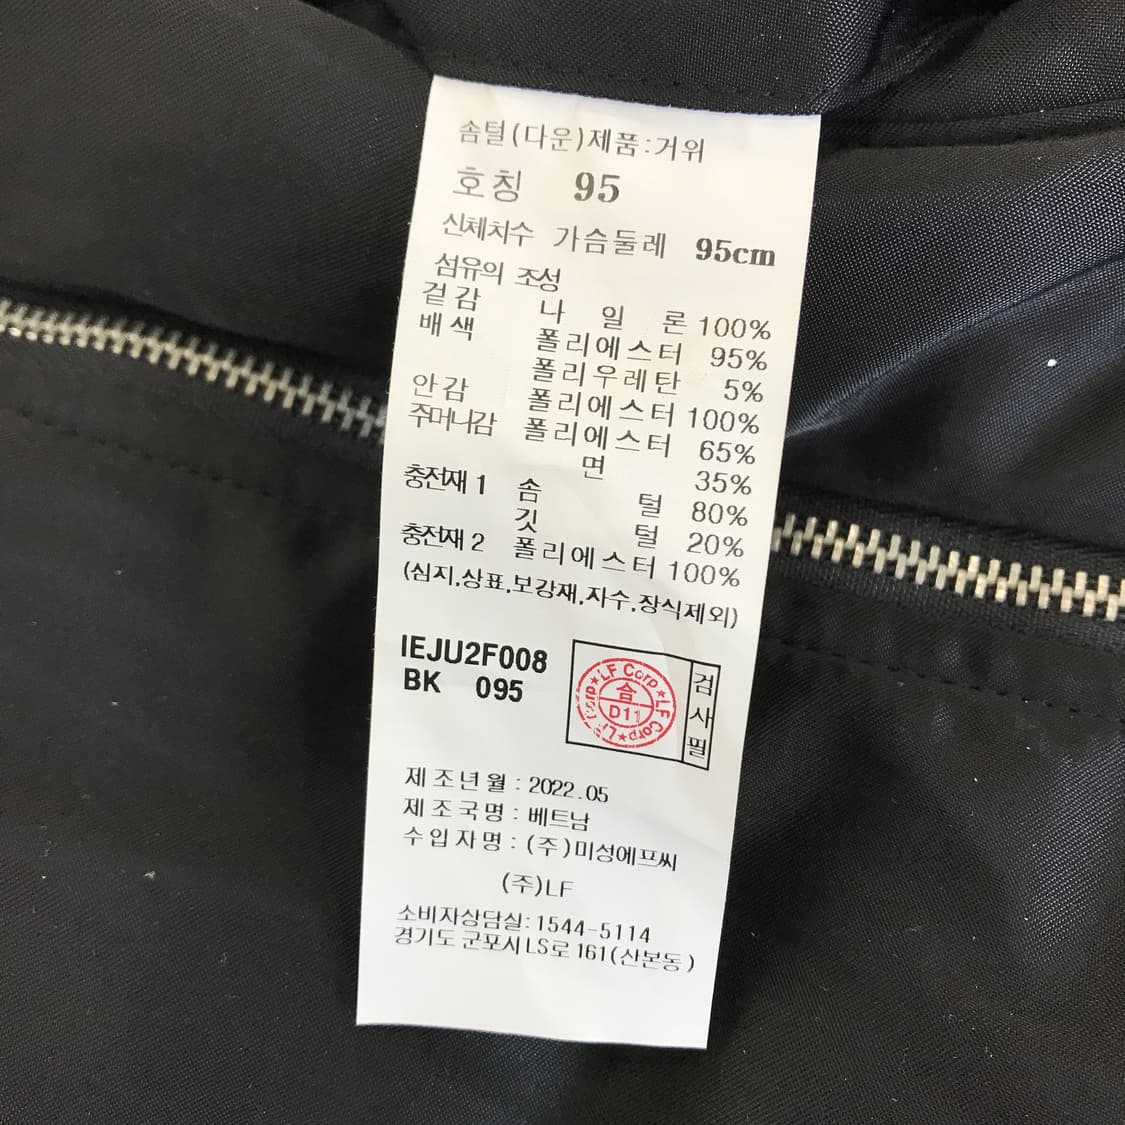 솜털(다운)제품:거위
호칭 95
신체치수 가슴둘레 95cm
섬유의 조성
겉감 나일론 100%
배색 폴리에스터 95%
폴리우레탄 5%
안감 폴리에스터 100%
주머니감 폴리에스터 65%
면 35%
충전재 1 솜털 80%
깃털 20%
충전재 2 폴리에스터 100%
(심지,상표,보강재,자수,장식제외)
IEJU2F008
BK 095
LF Corp★LF Corp★LF Corp★
合
D11
검사필
제조년월 : 2022.05
제조국명 : 베트남
수입자명 : (주)미성에프씨
(주)LF
소비자상담실: 1544-5114
경기도 군포시 LS로 161(산본동)